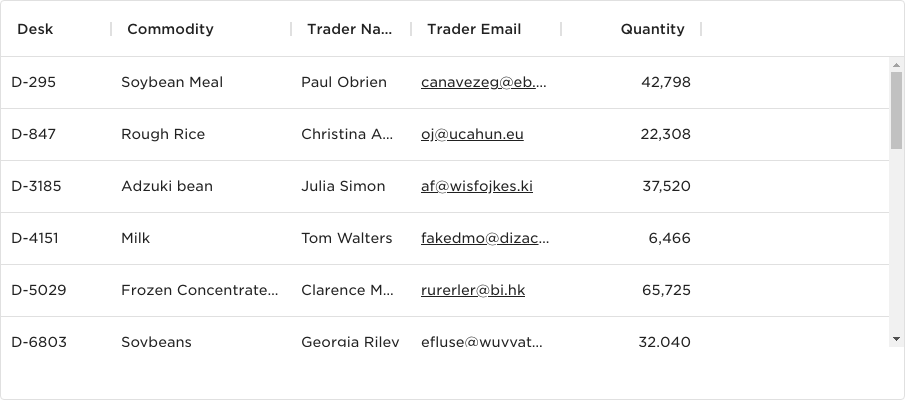 Desk Commodity Trader Na... Trader Email Quantity
D-295 Soybean Meal Paul Obrien canavezeg@eb.... 42,798
D-847 Rough Rice Christina A... oj@ucahun.eu 22,308
D-3185 Adzuki bean Julia Simon af@wisfojkes.ki 37,520
D-4151 Milk Tom Walters fakedmo@dizac... 6,466
D-5029 Frozen Concentrate... Clarence M... rurerler@bi.hk 65,725
D-6803 Soybeans Georgia Riley efluse@wuvvat... 32,040